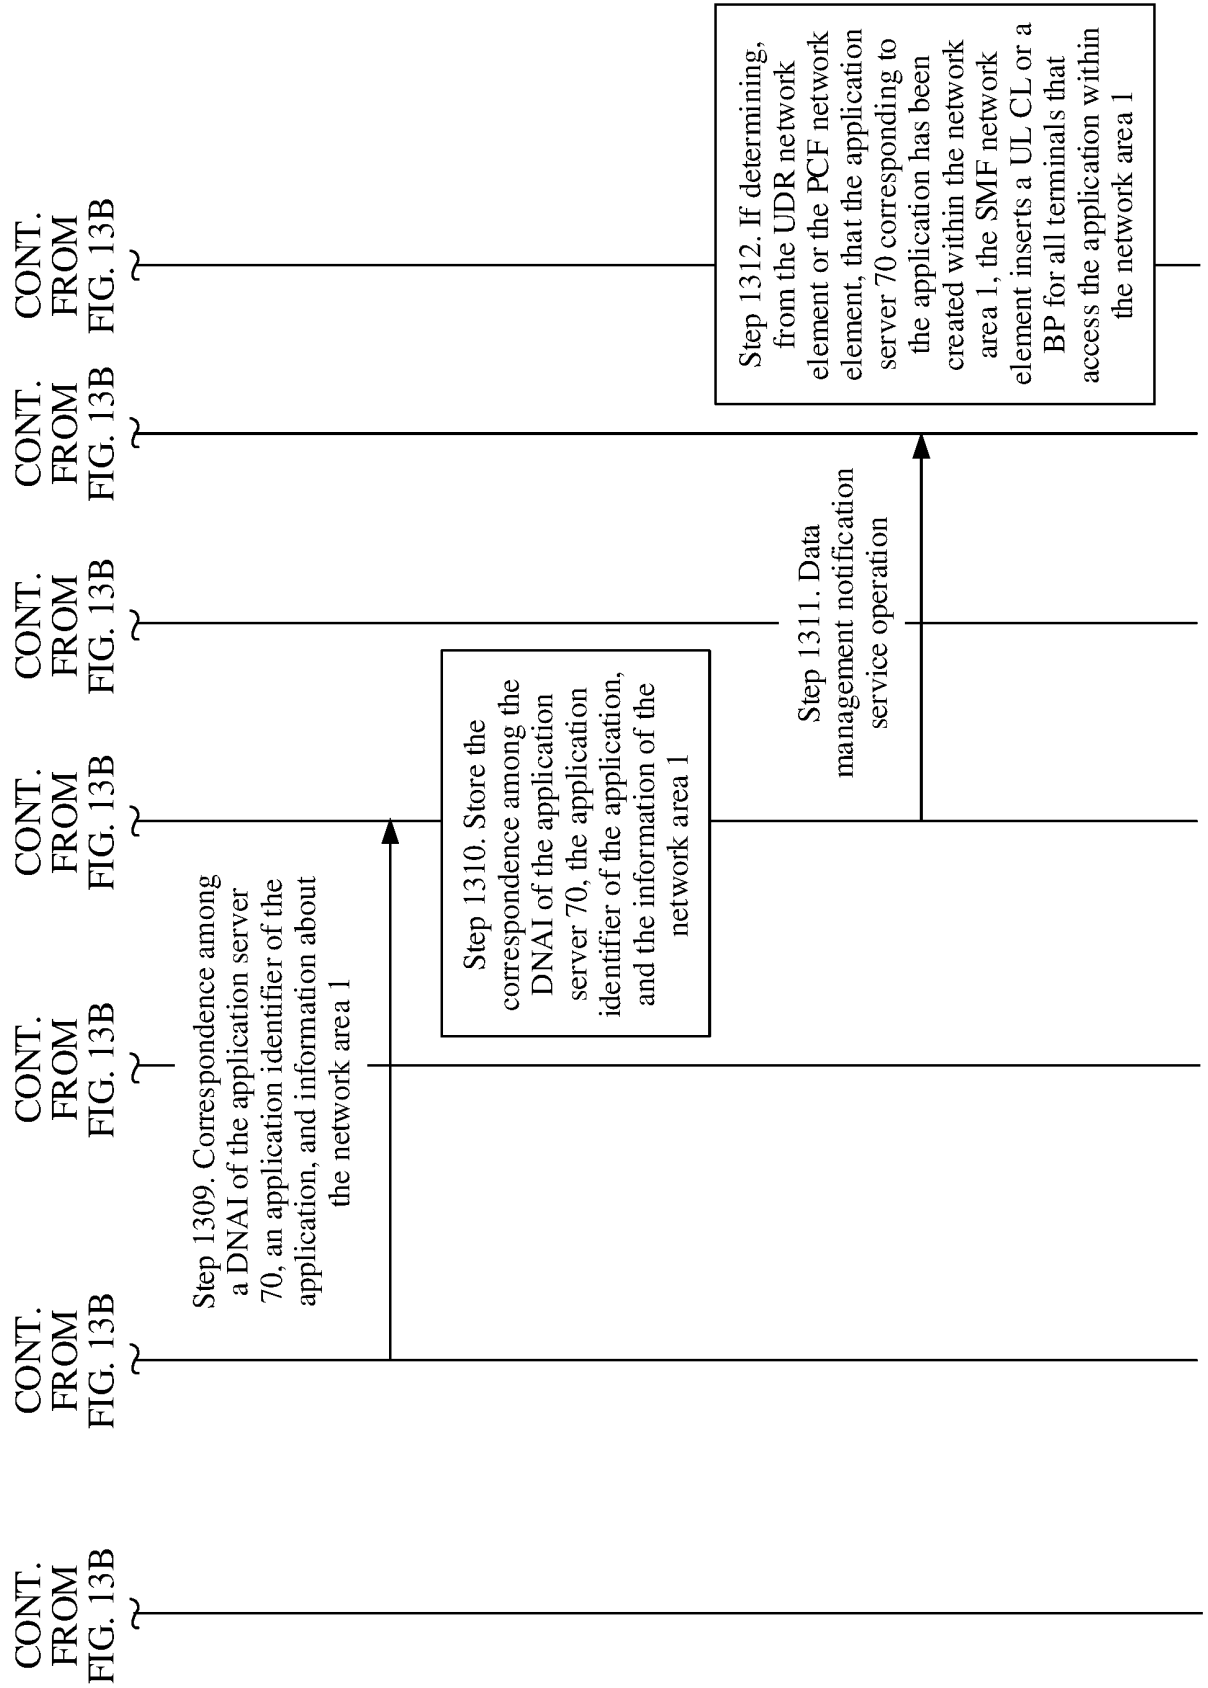 CONT.
FROM
FIG. 13B
CONT.
FROM
FIG. 13B
CONT.
FROM
FIG. 13B
CONT.
FROM
FIG. 13B
CONT.
FROM
FIG. 13B
CONT.
FROM
FIG. 13B
CONT.
FROM
FIG. 13B
Step 1309. Correspondence among
a DNAI of the application server
70, an application identifier of the
application, and information about
the network area 1
Step 1310. Store the
correspondence among the
DNAI of the application
server 70, the application
identifier of the application,
and the information of the
network area 1
Step 1311. Data
management notification
service operation
Step 1312. If determining,
from the UDR network
element or the PCF network
element, that the application
server 70 corresponding to
the application has been
created within the network
area 1, the SMF network
element inserts a UL CL or a
BP for all terminals that
access the application within
the network area 1